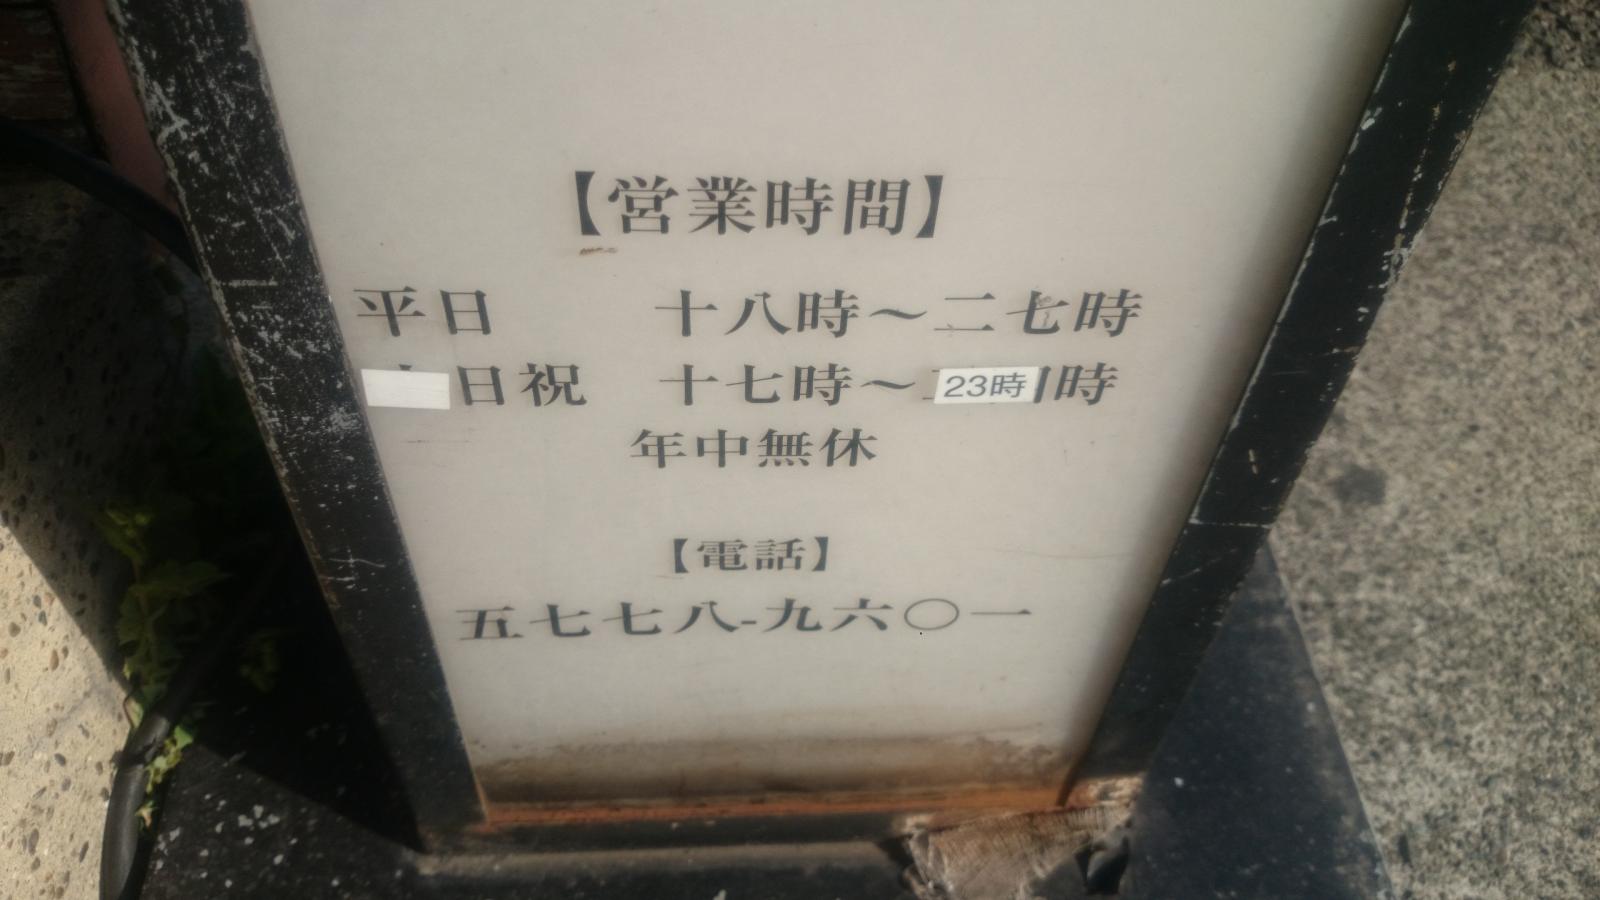 【営業時間】
平日 十八時～二七時
日祝 十七時～23時 時
年中無休
【電話】
五七七八-九六〇一